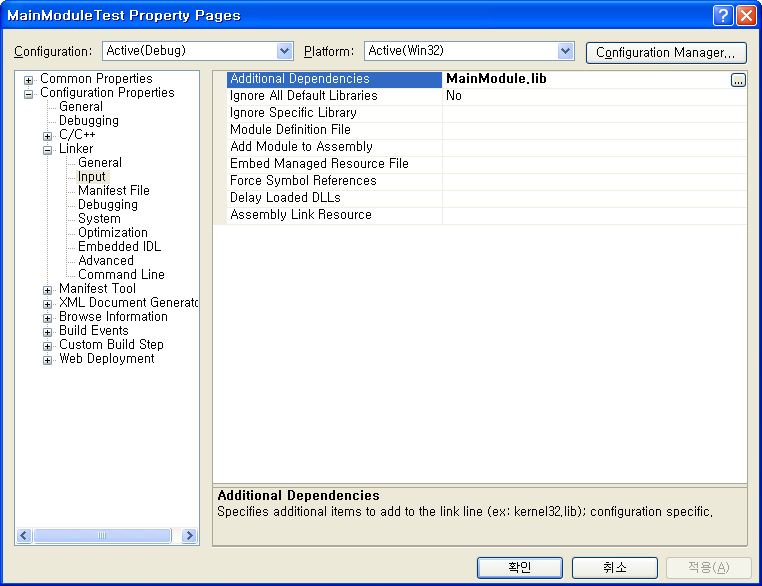 MainModuleTest Property Pages
Configuration: Active(Debug) Platform: Active(Win32) Configuration Manager...
Common Properties
Configuration Properties
General
Debugging
C/C++
Linker
General
Input
Manifest File
Debugging
System
Optimization
Embedded IDL
Advanced
Command Line
Manifest Tool
XML Document Generato
Browse Information
Build Events
Custom Build Step
Web Deployment
Additional Dependencies MainModule.lib ...
Ignore All Default Libraries No
Ignore Specific Library
Module Definition File
Add Module to Assembly
Embed Managed Resource File
Force Symbol References
Delay Loaded DLLs
Assembly Link Resource
Additional Dependencies
Specifies additional items to add to the link line (ex: kernel32.lib); configuration specific.
확인 취소 적용(A)